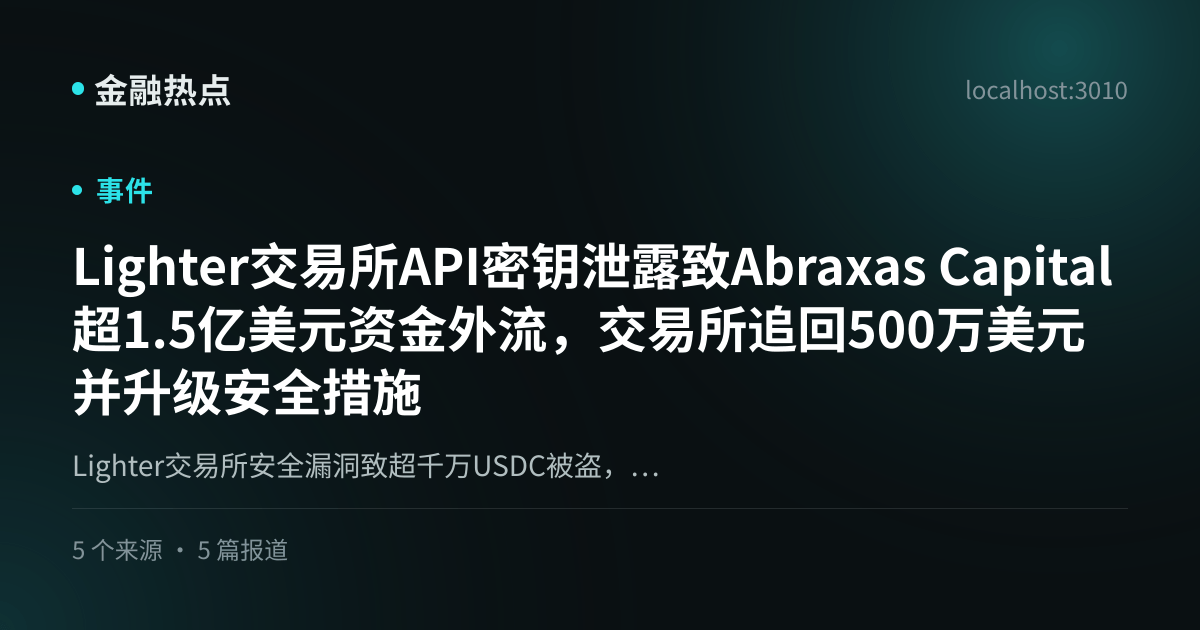 金融热点
localhost:3010
事件
Lighter交易所API密钥泄露致Abraxas Capital
超1.5亿美元资金外流，交易所追回500万美元
并升级安全措施
Lighter交易所安全漏洞致超千万USDC被盗，…
5 个来源 · 5 篇报道